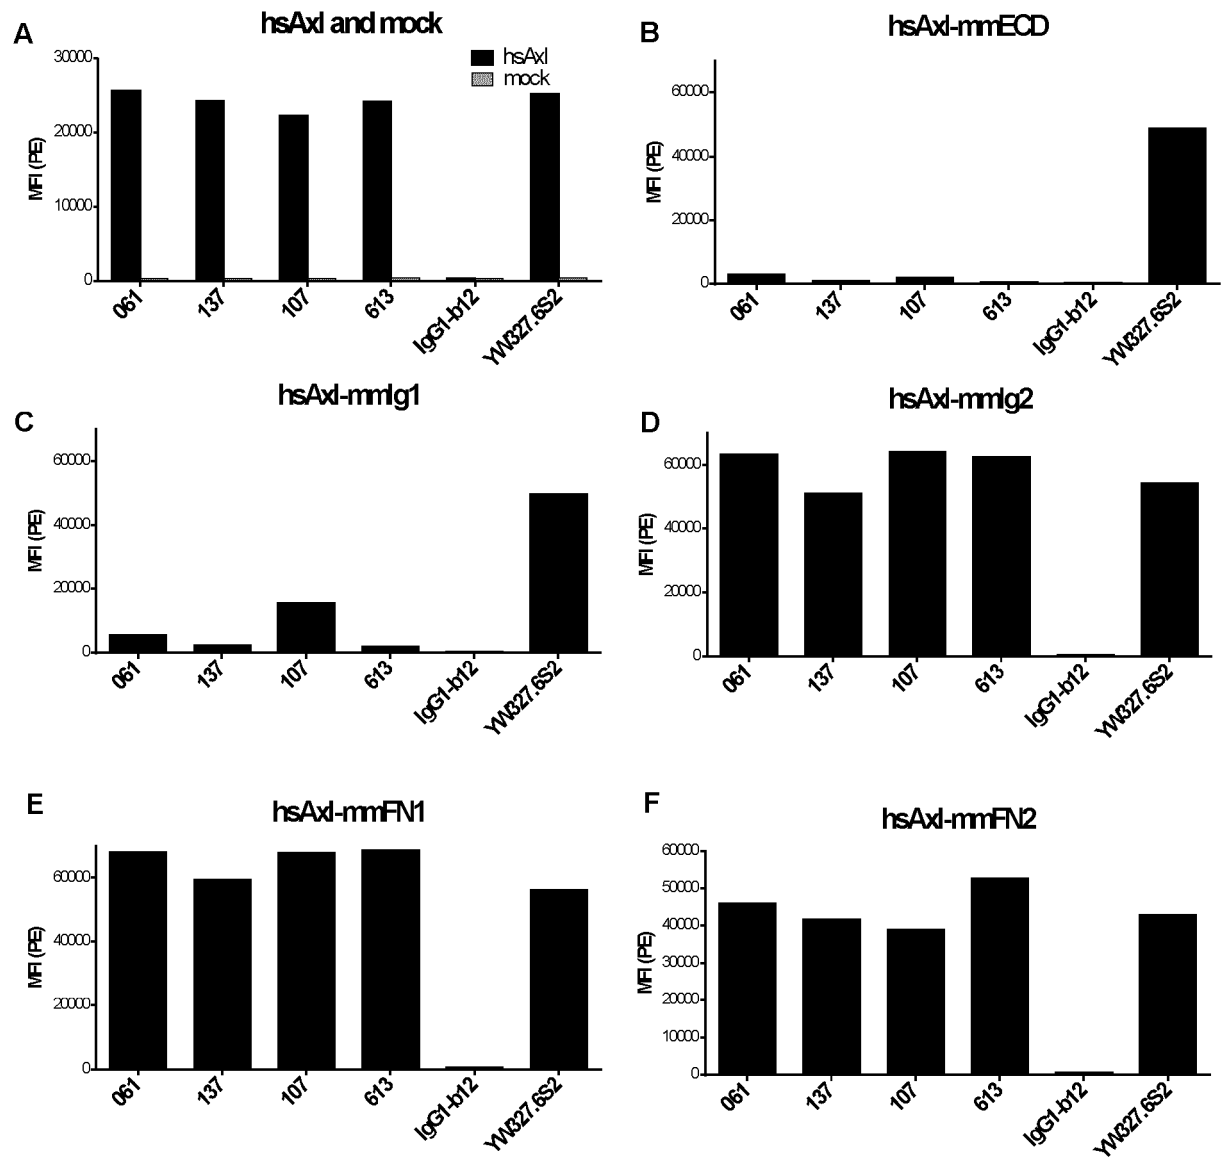 A
hsAxl and mock
hsAxl
mock
MFI (PE)
30000
20000
10000
0
061
137
107
613
IgG1-b12
YW327.6S2
B
hsAxl-mmECD
MFI (PE)
60000
40000
20000
0
061
137
107
613
IgG1-b12
YW327.6S2
C
hsAxl-mmIg1
MFI (PE)
60000
40000
20000
0
061
137
107
613
IgG1-b12
YW327.6S2
D
hsAxl-mmIg2
MFI (PE)
60000
40000
20000
0
061
137
107
613
IgG1-b12
YW327.6S2
E
hsAxl-mmFN1
MFI (PE)
60000
40000
20000
0
061
137
107
613
IgG1-b12
YW327.6S2
F
hsAxl-mmFN2
MFI (PE)
60000
50000
40000
30000
20000
10000
0
061
137
107
613
IgG1-b12
YW327.6S2